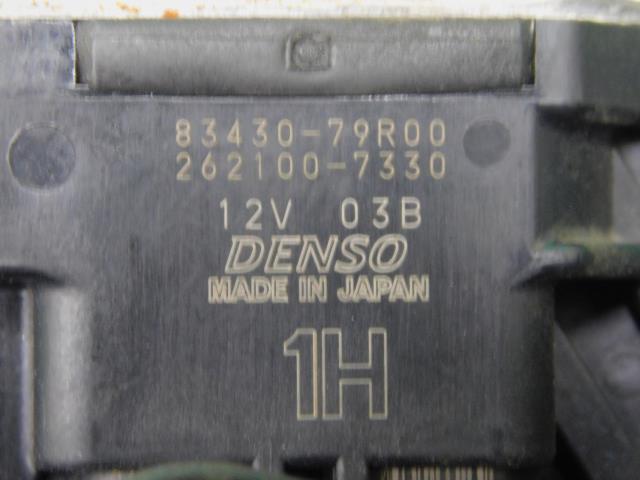 83430-79R00
262100-7330
12V 03B
DENSO
MADE IN JAPAN
1H